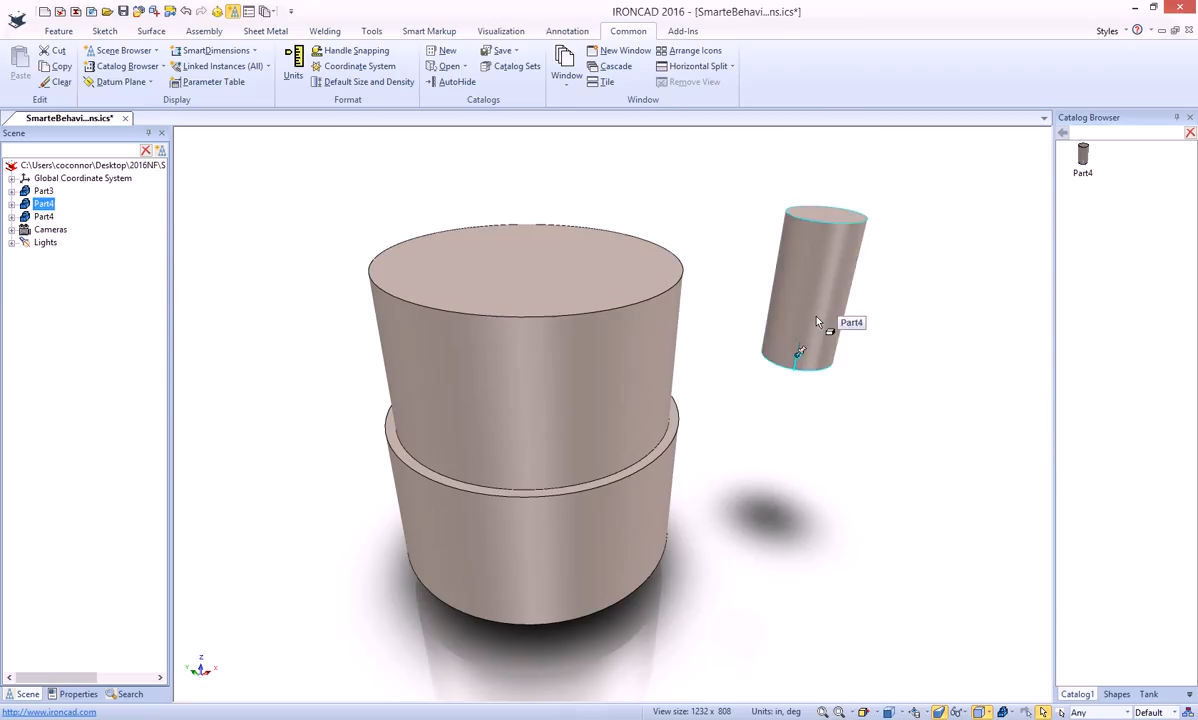 IRONCAD 2016 - [SmarteBehavi...ns.ics*]
Feature Sketch Surface Assembly Sheet Metal Welding Tools Smart Markup Visualization Annotation Common Add-Ins Styles
Paste Cut Copy Clear
Edit
Scene Browser SmartDimensions
Catalog Browser Linked Instances (All)
Datum Plane Parameter Table
Display
Units Handle Snapping
Coordinate System
Default Size and Density
Format
New Save
Open Catalog Sets
AutoHide
Catalogs
Window New Window Arrange Icons
Cascade Horizontal Split
Tile Remove View
Window
SmarteBehavi...ns.ics*
Scene
C:\Users\coconnor\Desktop\2016NF\S
Global Coordinate System
Part3
Part4
Part4
Cameras
Lights
Part4
Z
Y X
Catalog Browser
Part4
Scene Properties Search
Catalog1 Shapes Tank
http://www.ironcad.com
View size: 1232 x 808 Units: in, deg Any Default